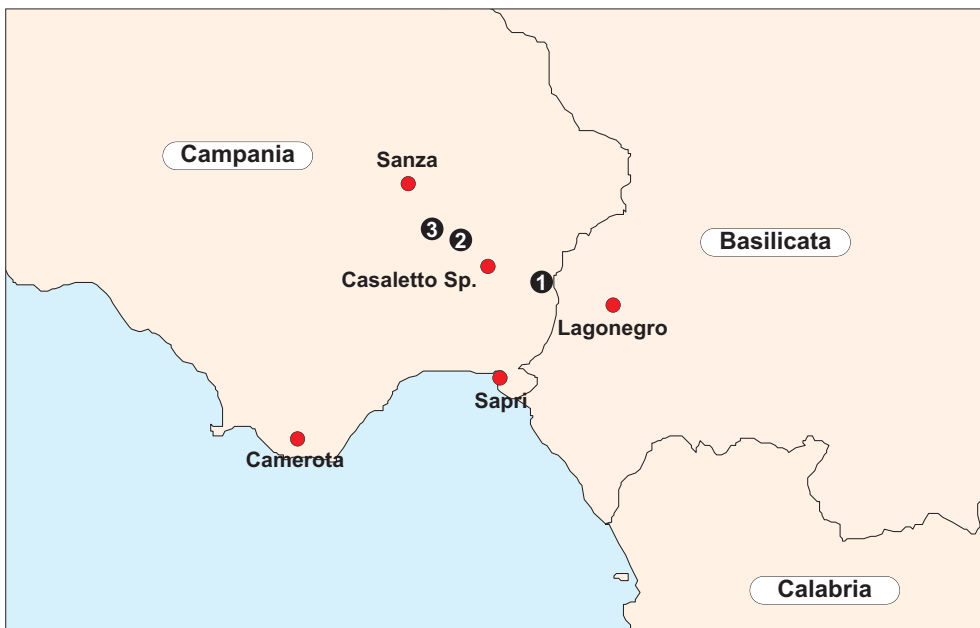 Campania
Sanza
3
2
Basilicata
Casaletto Sp.
1
Lagonegro
Sapri
Camerota
Calabria